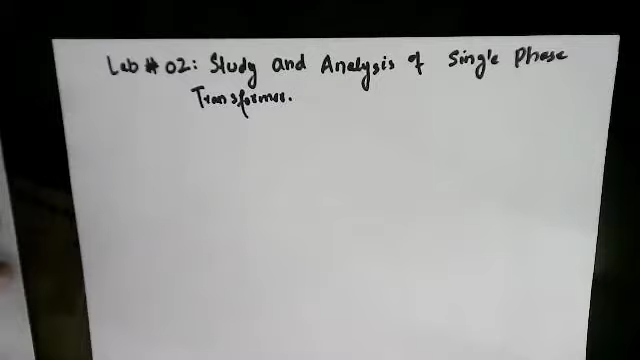 Lab # 02: Study and Analysis of Single Phase
Transformer.